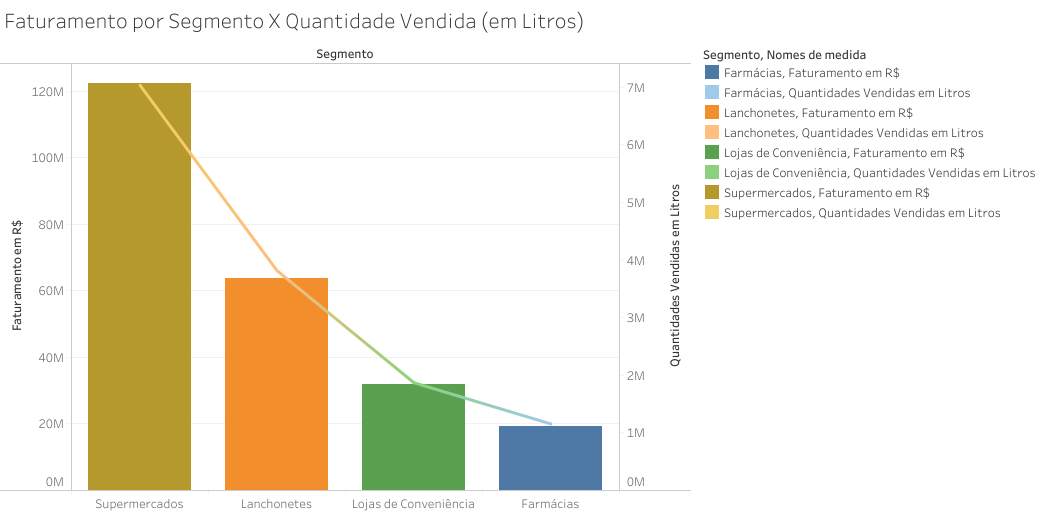 Faturamento por Segmento X Quantidade Vendida (em Litros)
Segmento
Faturamento em R$
120M
100M
80M
60M
40M
20M
0M
Supermercados
Lanchonetes
Lojas de Conveniência
Farmácias
7M
6M
5M
4M
3M
2M
1M
0M
Quantidades Vendidas em Litros
Segmento, Nomes de medida
Farmácias, Faturamento em R$
Farmácias, Quantidades Vendidas em Litros
Lanchonetes, Faturamento em R$
Lanchonetes, Quantidades Vendidas em Litros
Lojas de Conveniência, Faturamento em R$
Lojas de Conveniência, Quantidades Vendidas em Litros
Supermercados, Faturamento em R$
Supermercados, Quantidades Vendidas em Litros